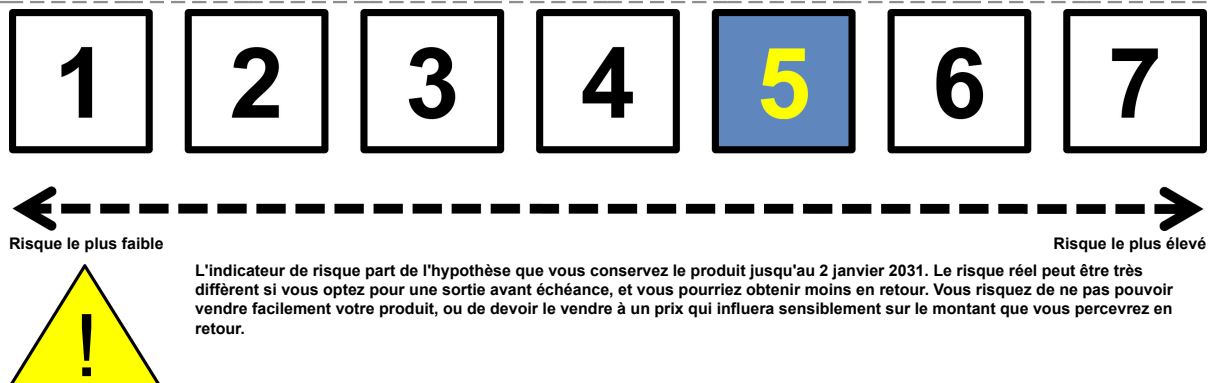 1 2 3 4 5 6 7
Risque le plus faible Risque le plus élevé
L'indicateur de risque part de l'hypothèse que vous conservez le produit jusqu'au 2 janvier 2031. Le risque réel peut être très
diffèrent si vous optez pour une sortie avant échéance, et vous pourriez obtenir moins en retour. Vous risquez de ne pas pouvoir
vendre facilement votre produit, ou de devoir le vendre à un prix qui influera sensiblement sur le montant que vous percevrez en
retour.
!